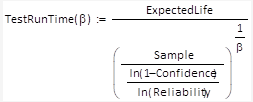 TestRunTime(β) := ExpectedLife
1
β
Sample
ln(1−Confidence)
ln(Reliability)